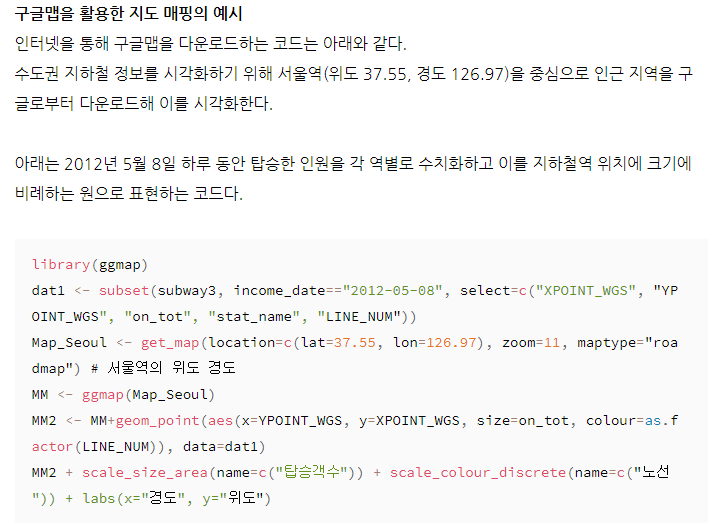 구글맵을 활용한 지도 매핑의 예시
인터넷을 통해 구글맵을 다운로드하는 코드는 아래와 같다.
수도권 지하철 정보를 시각화하기 위해 서울역(위도 37.55, 경도 126.97)을 중심으로 인근 지역을 구
글로부터 다운로드해 이를 시각화한다.
아래는 2012년 5월 8일 하루 동안 탑승한 인원을 각 역별로 수치화하고 이를 지하철역 위치에 크기에
비례하는 원으로 표현하는 코드다.
library(ggmap)
dat1 <- subset(subway3, income_date=="2012-05-08", select=c("XPOINT_WGS", "YP
OINT_WGS", "on_tot", "stat_name", "LINE_NUM"))
Map_Seoul <- get_map(location=c(lat=37.55, lon=126.97), zoom=11, maptype="roa
dmap") # 서울역의 위도 경도
MM <- ggmap(Map_Seoul)
MM2 <- MM+geom_point(aes(x=YPOINT_WGS, y=XPOINT_WGS, size=on_tot, colour=as.f
actor(LINE_NUM)), data=dat1)
MM2 + scale_size_area(name=c("탑승객수")) + scale_colour_discrete(name=c("노선
")) + labs(x="경도", y="위도")